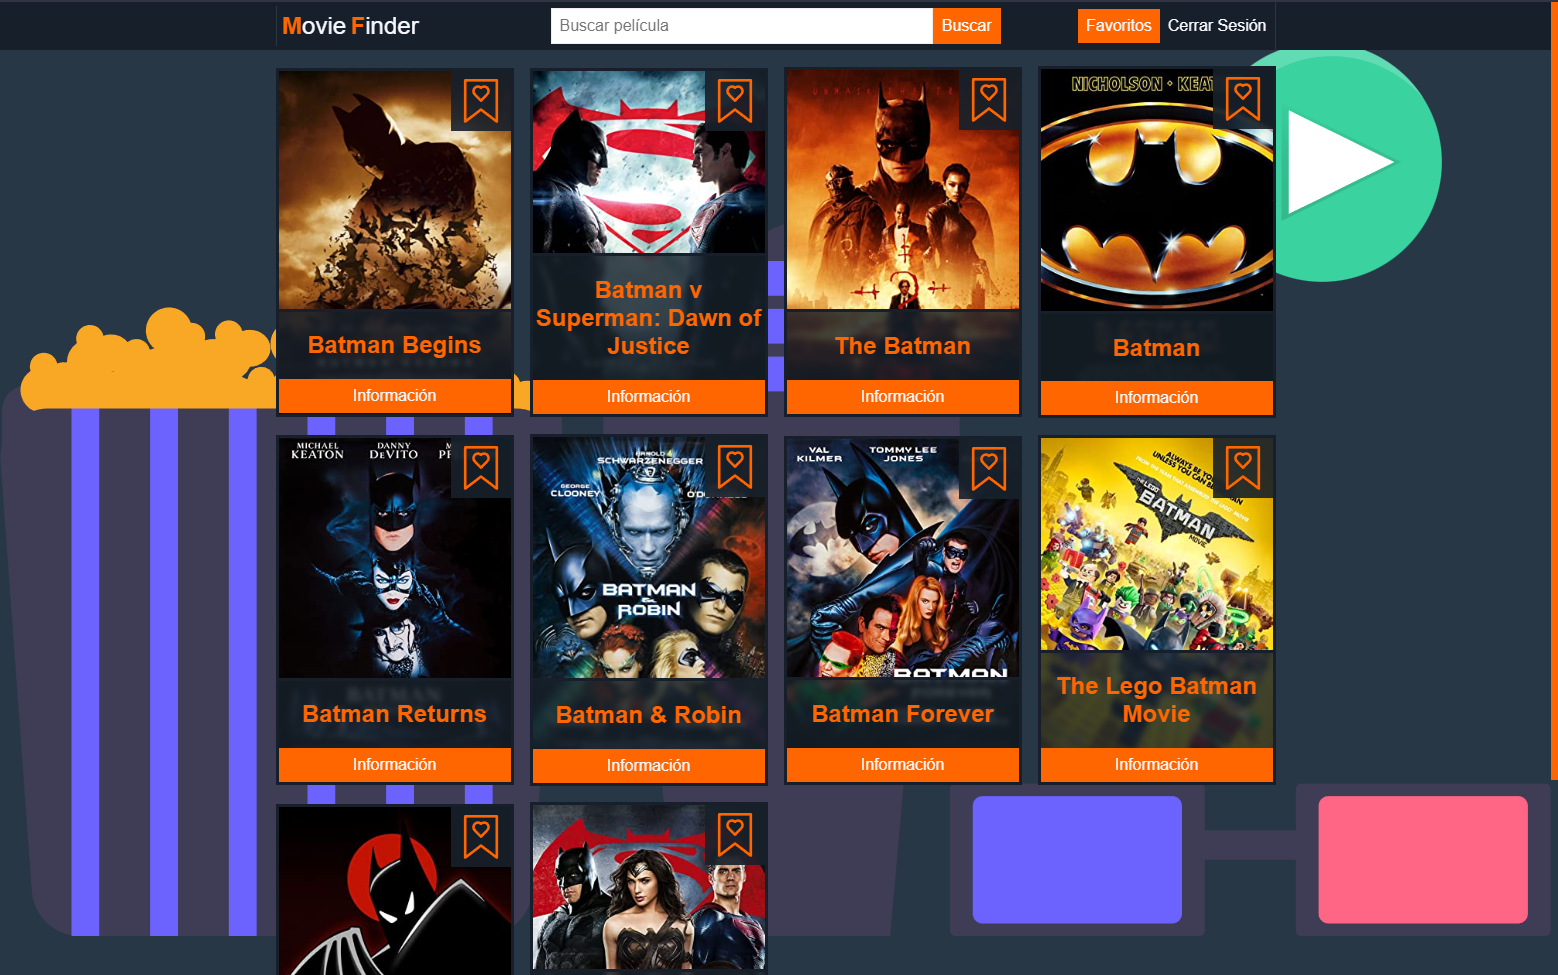 Movie Finder
Buscar película
Buscar
Favoritos
Cerrar Sesión
NICHOLSON • KEAT
Batman Begins
Batman v
Superman: Dawn of
Justice
The Batman
Batman
Información
Información
Información
Información
MICHAEL
KEATON
DANNY
DEVITO
ARNOLD
SCHWARZENEGGER
GEORGE
CLOONEY
BATMAN
&
ROBIN
VAL
KILMER
TOMMY LEE
JONES
BATMAN
FOREVER
THE LEGO
BATMAN
MOVIE
Batman Returns
Batman & Robin
Batman Forever
The Lego Batman
Movie
Información
Información
Información
Información